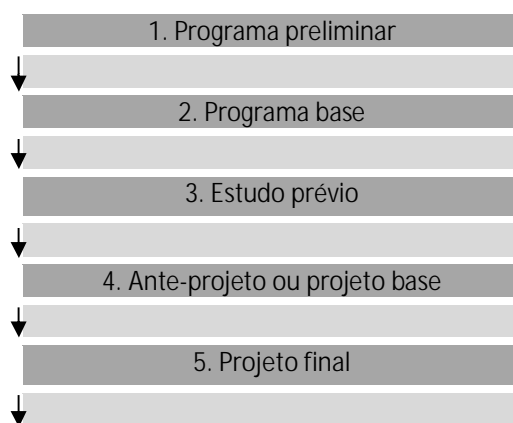 1. Programa preliminar
2. Programa base
3. Estudo prévio
4. Ante-projeto ou projeto base
5. Projeto final